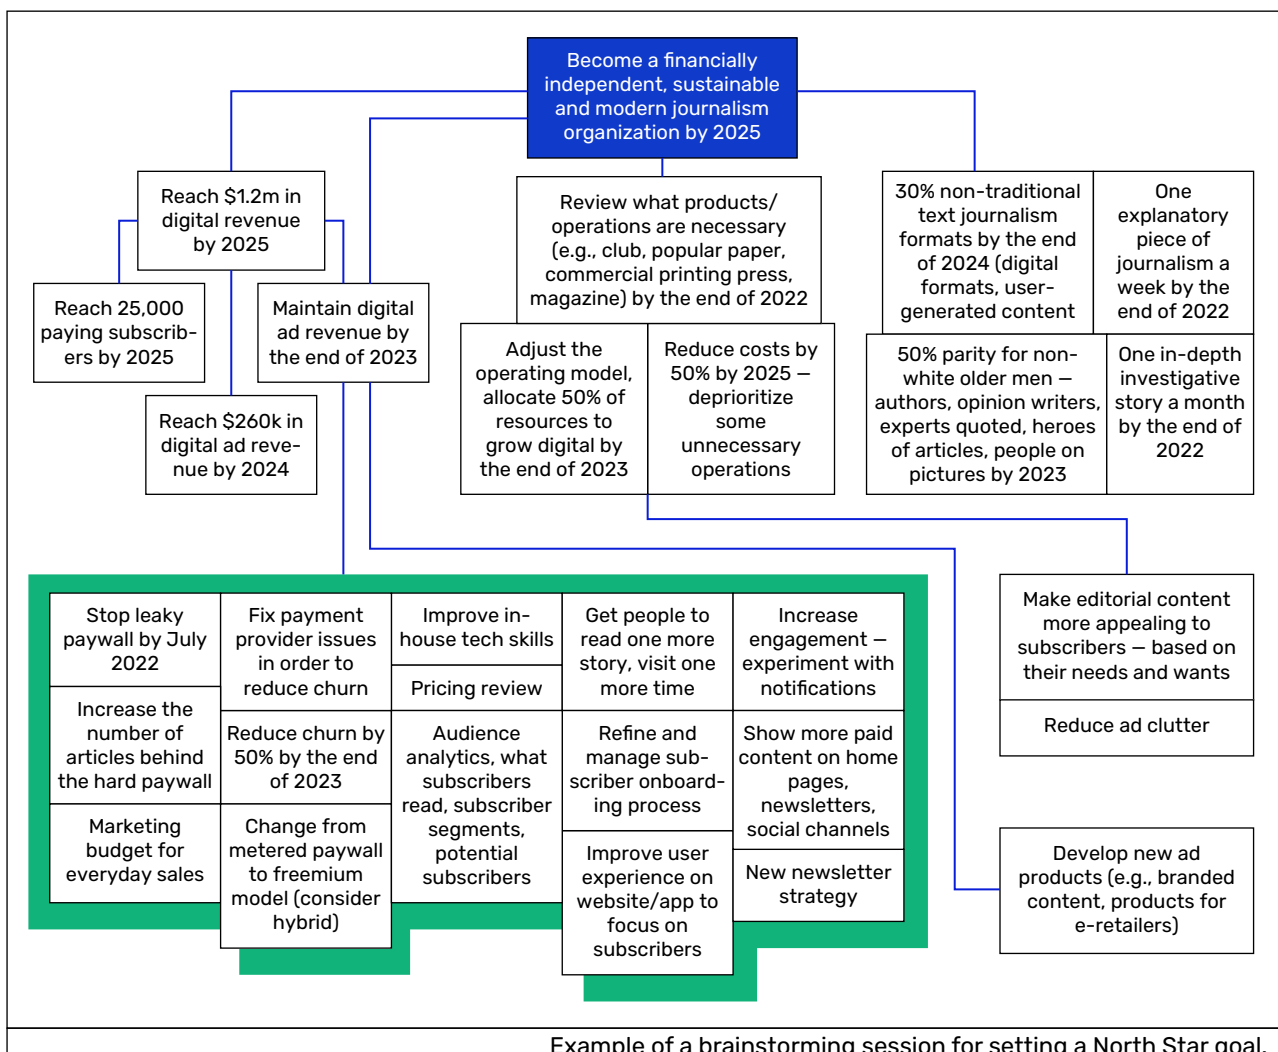 Become a financially
independent, sustainable
and modern journalism
organization by 2025
Reach $1.2m in
digital revenue
by 2025
Reach 25,000
paying subscrib-
ers by 2025
Maintain digital
ad revenue by
the end of 2023
Reach $260k in
digital ad reve-
nue by 2024
Review what products/
operations are necessary
(e.g., club, popular paper,
commercial printing press,
magazine) by the end of 2022
Adjust the
operating model,
allocate 50% of
resources to
grow digital by
the end of 2023
Reduce costs by
50% by 2025 —
deprioritize
some
unnecessary
operations
30% non-traditional
text journalism
formats by the end
of 2024 (digital
formats, user-
generated content
One
explanatory
piece of
journalism a
week by the
end of 2022
50% parity for non-
white older men —
authors, opinion writers,
experts quoted, heroes
of articles, people on
pictures by 2023
One in-depth
investigative
story a month
by the end of
2022
Stop leaky
paywall by July
2022
Increase the
number of
articles behind
the hard paywall
Marketing
budget for
everyday sales
Fix payment
provider issues
in order to
reduce churn
Reduce churn by
50% by the end
of 2023
Change from
metered paywall
to freemium
model (consider
hybrid)
Improve in-
house tech skills
Pricing review
Audience
analytics, what
subscribers
read, subscriber
segments,
potential
subscribers
Get people to
read one more
story, visit one
more time
Refine and
manage sub-
scriber onboard-
ing process
Improve user
experience on
website/app to
focus on
subscribers
Increase
engagement —
experiment with
notifications
Show more paid
content on home
pages,
newsletters,
social channels
New newsletter
strategy
Make editorial content
more appealing to
subscribers — based on
their needs and wants
Reduce ad clutter
Develop new ad
products (e.g., branded
content, products for
e-retailers)
Example of a brainstorming session for setting a North Star goal.